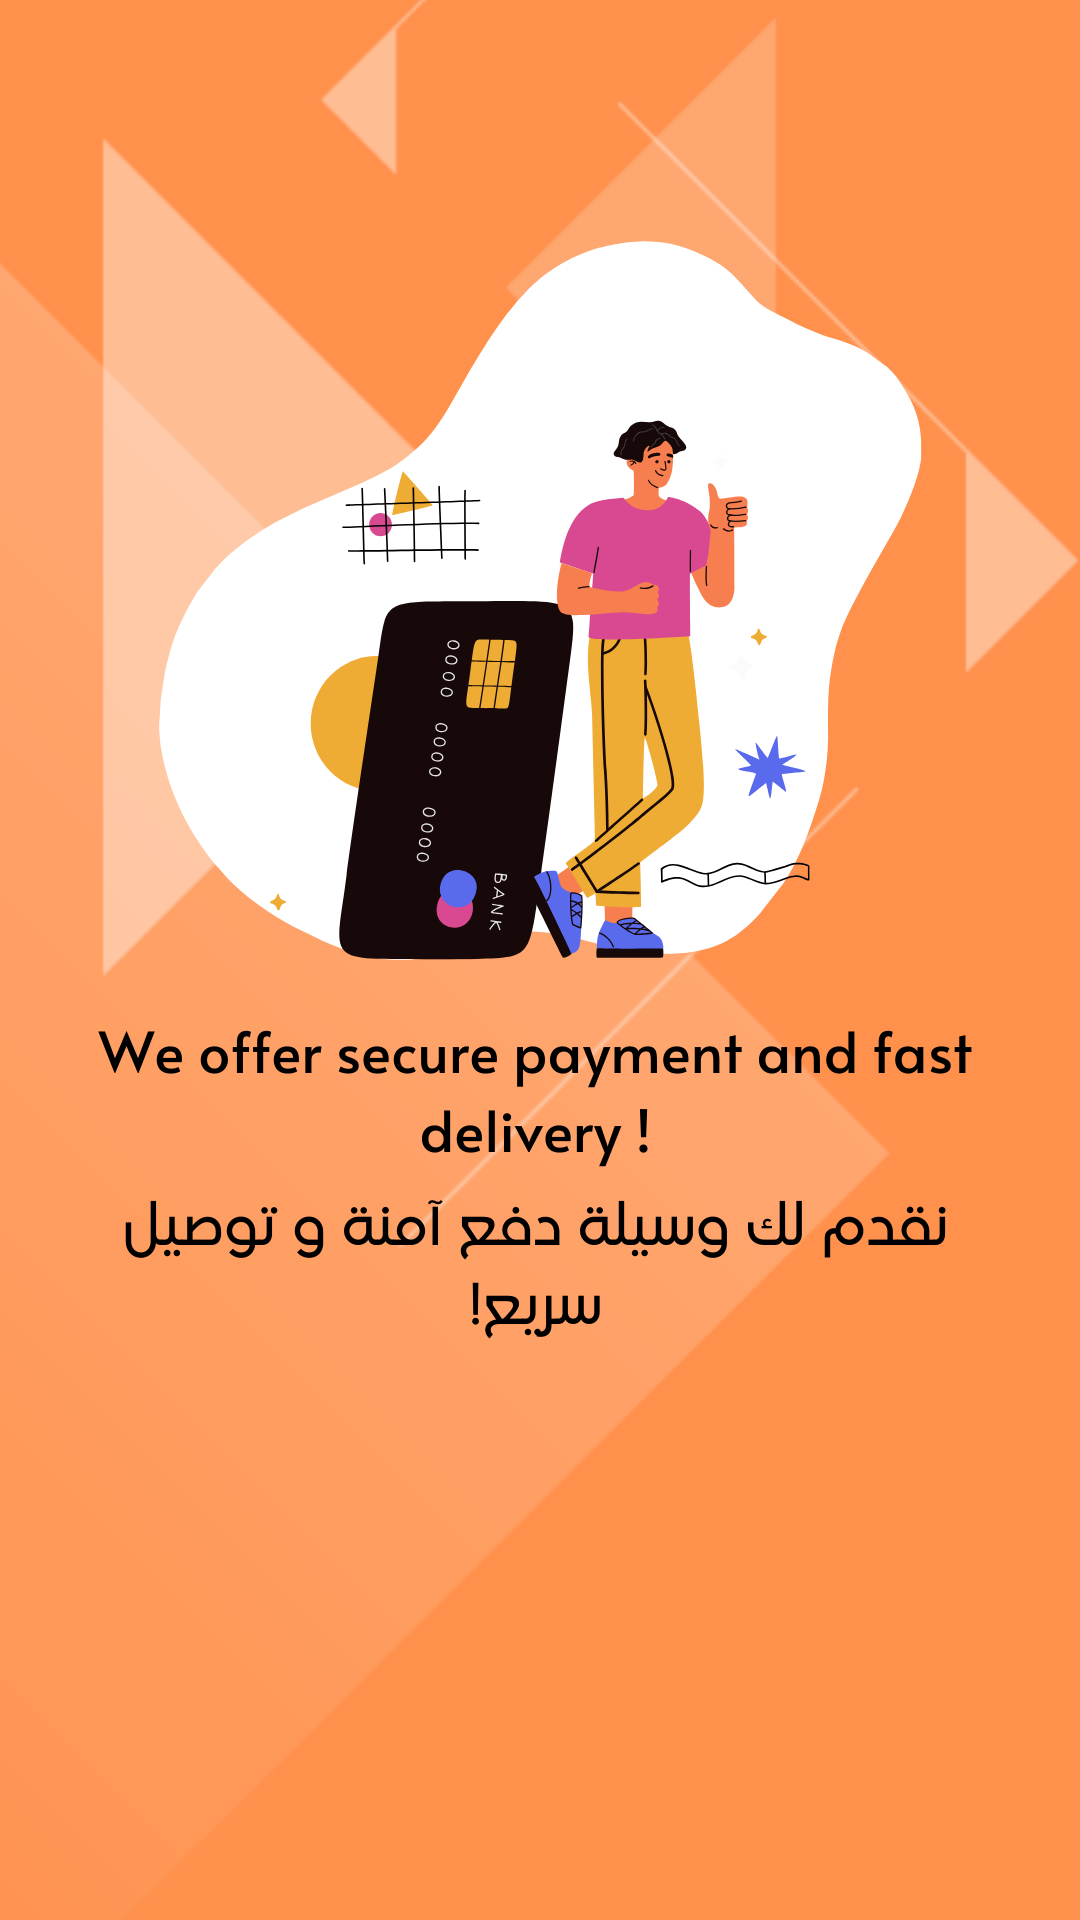 0000 0000 0000
BANK
We offer secure payment and fast
delivery !
نقدم لك وسيلة دفع آمنة و توصيل
سريع!